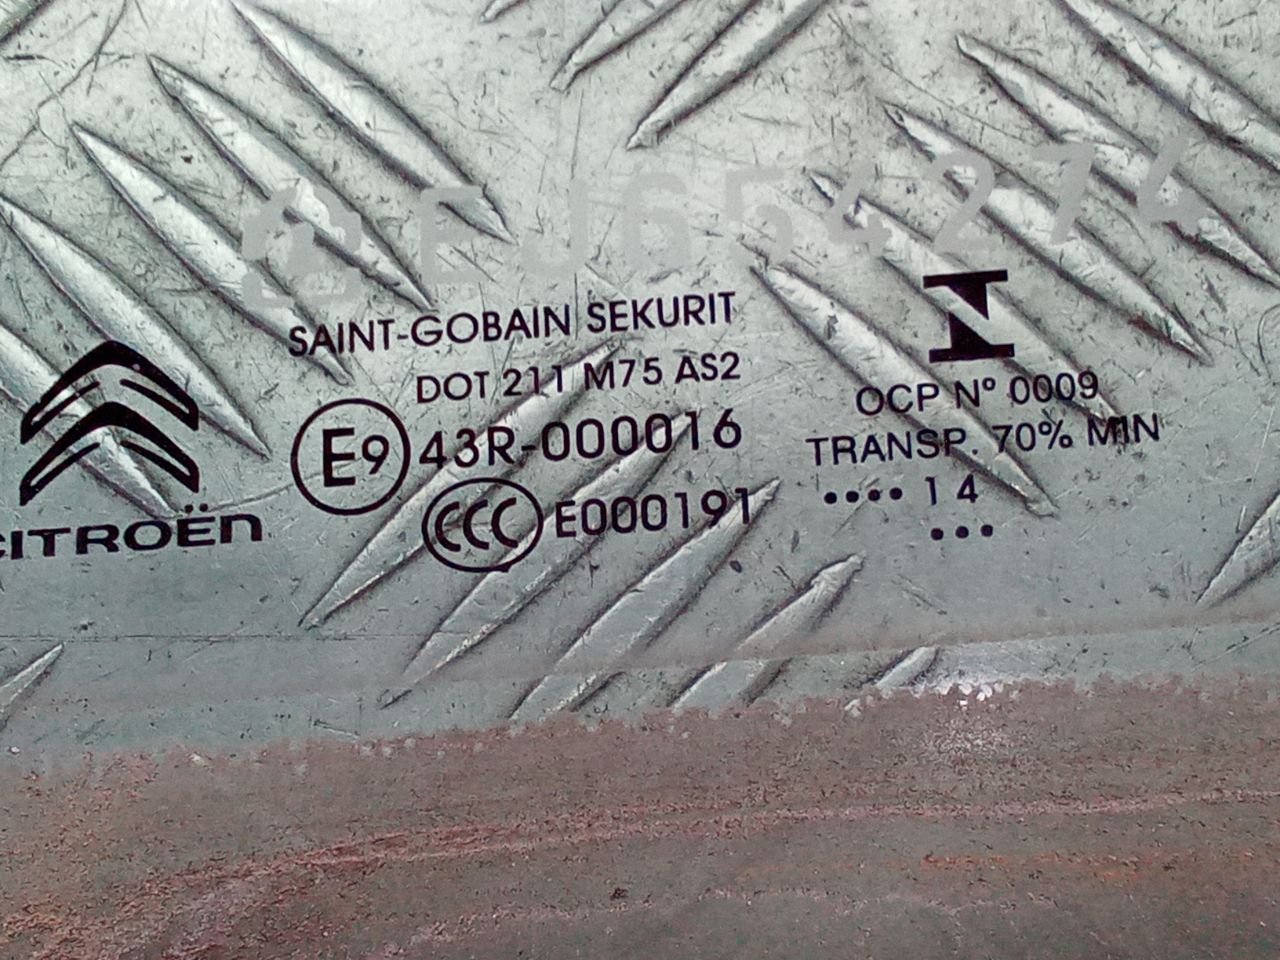 EJ654274
SAINT-GOBAIN SEKURIT
DOT 211 M75 AS2
E9 43R-000016
CCC E000191
CITROËN
OCP Nº 0009
TRANSP. 70% MIN
•••• 14
•••